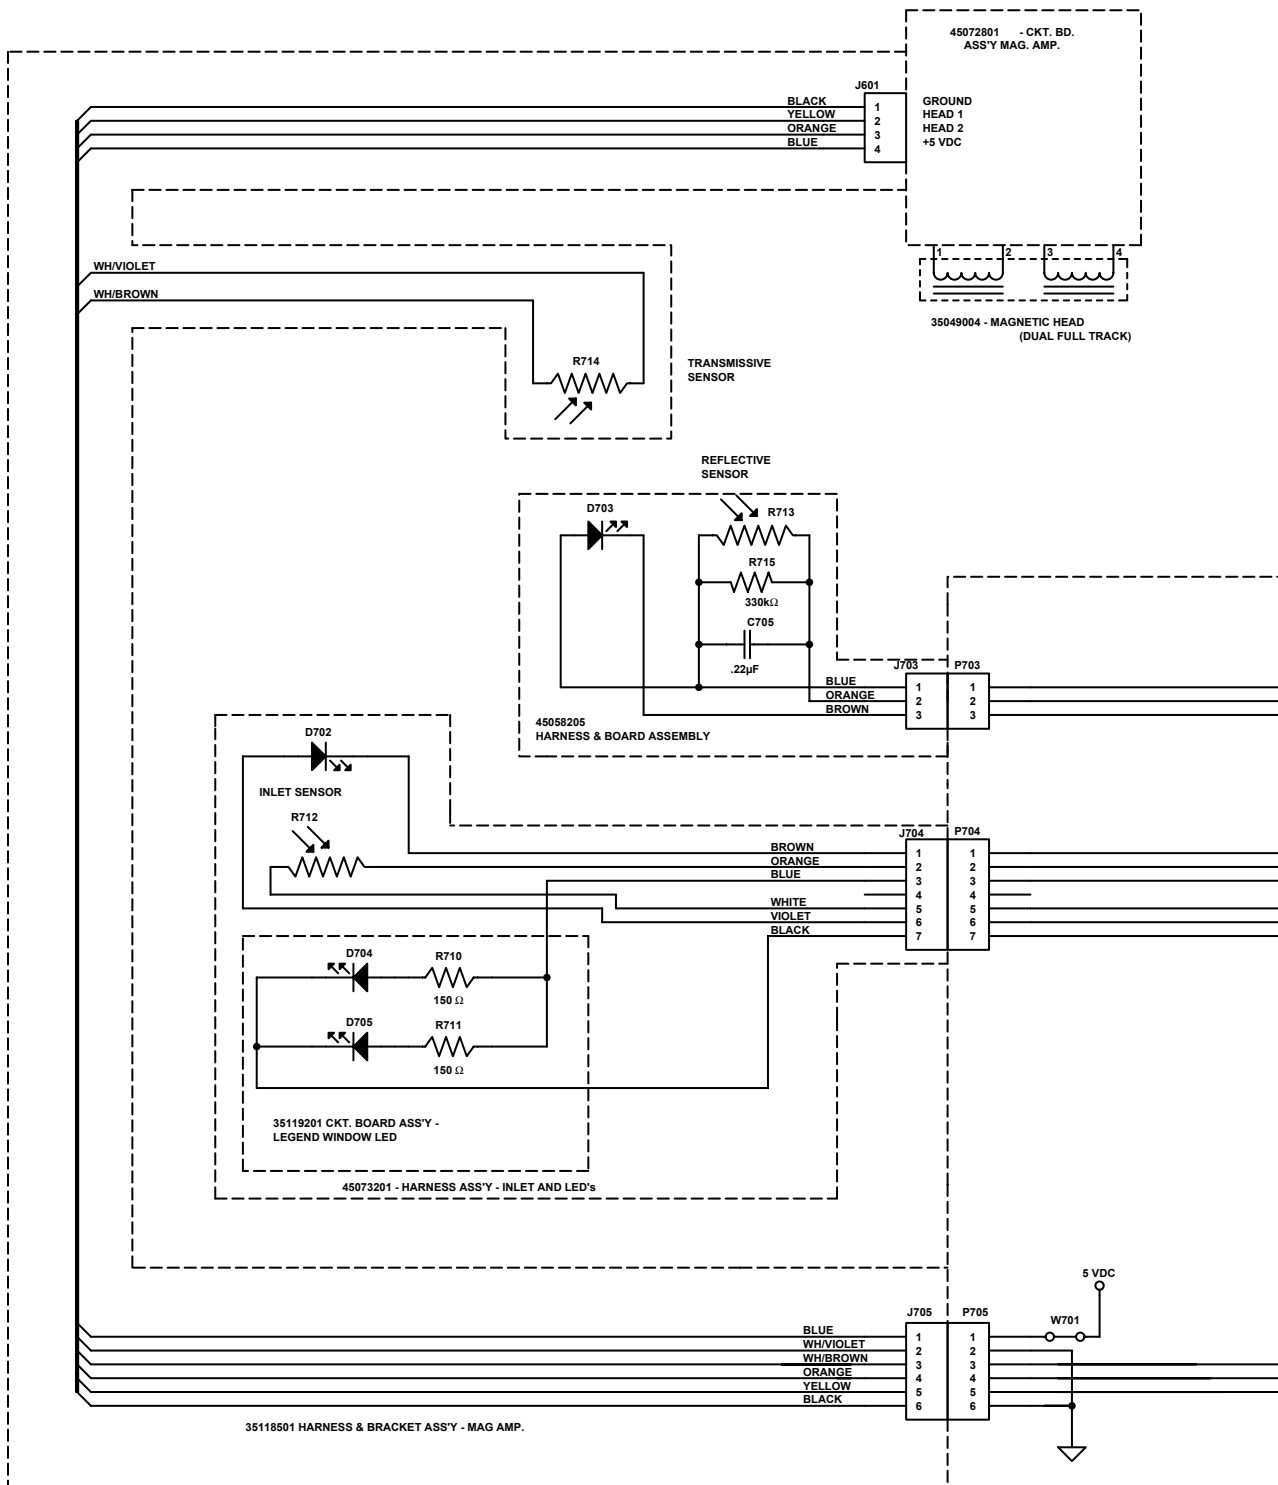 45072801 - CKT. BD.
ASS'Y MAG. AMP.
J601
BLACK 1 GROUND
YELLOW 2 HEAD 1
ORANGE 3 HEAD 2
BLUE 4 +5 VDC
1 2 3 4
35049004 - MAGNETIC HEAD
(DUAL FULL TRACK)
WH/VIOLET
WH/BROWN
R714
TRANSMISSIVE
SENSOR
REFLECTIVE
SENSOR
D703
R713
R715
330kΩ
C705
.22µF
J703 P703
BLUE 1 1
ORANGE 2 2
BROWN 3 3
45058205
HARNESS & BOARD ASSEMBLY
D702
INLET SENSOR
R712
J704 P704
BROWN 1 1
ORANGE 2 2
BLUE 3 3
4 4
WHITE 5 5
VIOLET 6 6
BLACK 7 7
D704 R710
150 Ω
D705 R711
150 Ω
35119201 CKT. BOARD ASS'Y -
LEGEND WINDOW LED
45073201 - HARNESS ASS'Y - INLET AND LED's
5 VDC
J705 P705
W701
BLUE 1 1
WH/VIOLET 2 2
WH/BROWN 3 3
ORANGE 4 4
YELLOW 5 5
BLACK 6 6
35118501 HARNESS & BRACKET ASS'Y - MAG AMP.